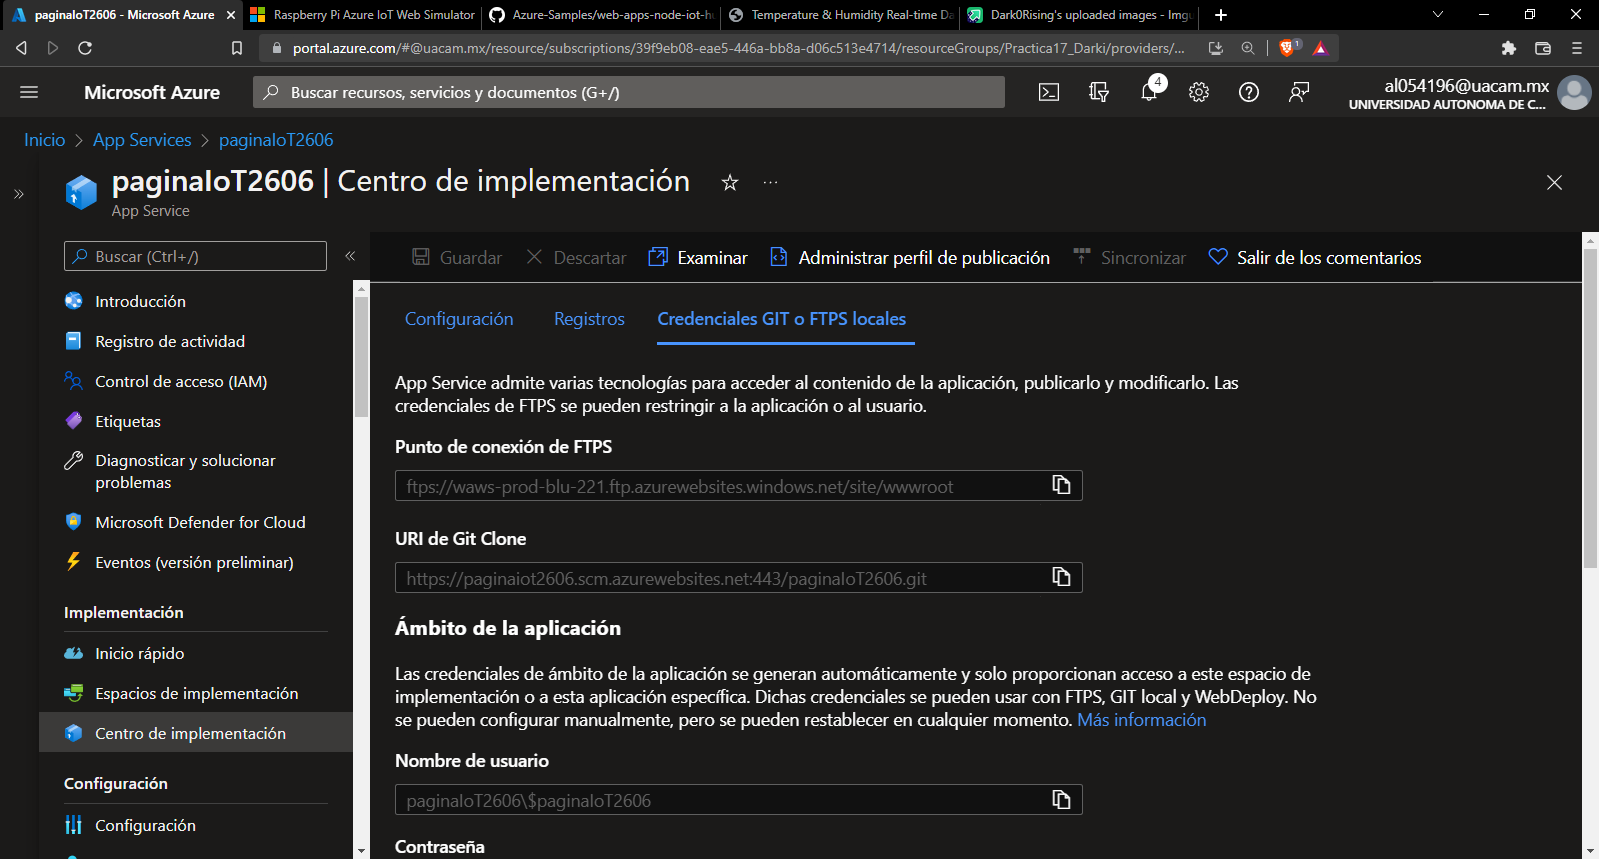 paginaIoT2606 - Microsoft Azure
Raspberry Pi Azure IoT Web Simulator
Azure-Samples/web-apps-node-iot-hu
Temperature & Humidity Real-time Da
Dark0Rising's uploaded images - Imgu
portal.azure.com/#@uacam.mx/resource/subscriptions/39f9eb08-eae5-446a-bb8a-d06c513e4714/resourceGroups/Practica17_Darki/providers/...
1
Microsoft Azure
Buscar recursos, servicios y documentos (G+/)
4
al054196@uacam.mx
UNIVERSIDAD AUTONOMA DE C...
Inicio > App Services > paginaIoT2606
paginaIoT2606 | Centro de implementación
App Service
Buscar (Ctrl+/)
Introducción
Registro de actividad
Control de acceso (IAM)
Etiquetas
Diagnosticar y solucionar
problemas
Microsoft Defender for Cloud
Eventos (versión preliminar)
Implementación
Inicio rápido
Espacios de implementación
Centro de implementación
Configuración
Configuración
Guardar
Descartar
Examinar
Administrar perfil de publicación
Sincronizar
Salir de los comentarios
Configuración
Registros
Credenciales GIT o FTPS locales
App Service admite varias tecnologías para acceder al contenido de la aplicación, publicarlo y modificarlo. Las
credenciales de FTPS se pueden restringir a la aplicación o al usuario.
Punto de conexión de FTPS
ftps://waws-prod-blu-221.ftp.azurewebsites.windows.net/site/wwwroot
URI de Git Clone
https://paginaiot2606.scm.azurewebsites.net:443/paginaIoT2606.git
Ámbito de la aplicación
Las credenciales de ámbito de la aplicación se generan automáticamente y solo proporcionan acceso a este espacio de
implementación o a esta aplicación específica. Dichas credenciales se pueden usar con FTPS, GIT local y WebDeploy. No
se pueden configurar manualmente, pero se pueden restablecer en cualquier momento. Más información
Nombre de usuario
paginaIoT2606\$paginaIoT2606
Contraseña